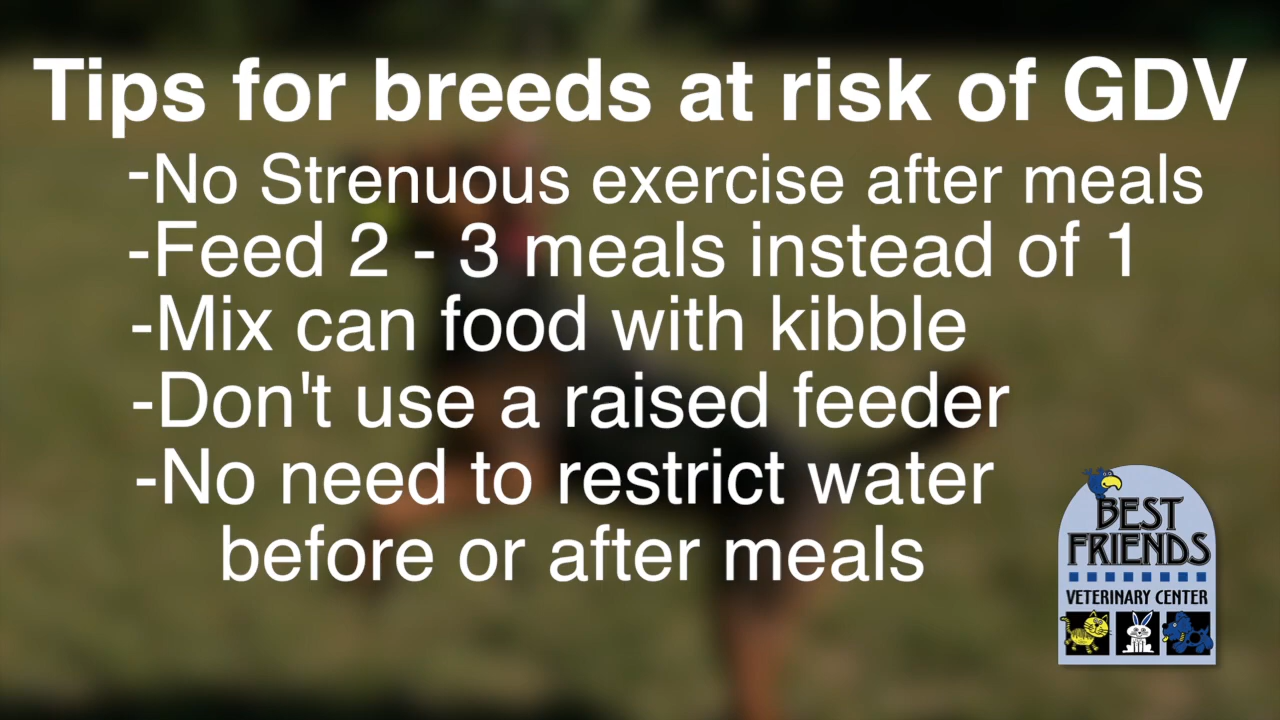 Tips for breeds at risk of GDV
-No Strenuous exercise after meals
-Feed 2 - 3 meals instead of 1
-Mix can food with kibble
-Don't use a raised feeder
-No need to restrict water
before or after meals
BEST
FRIENDS
VETERINARY CENTER